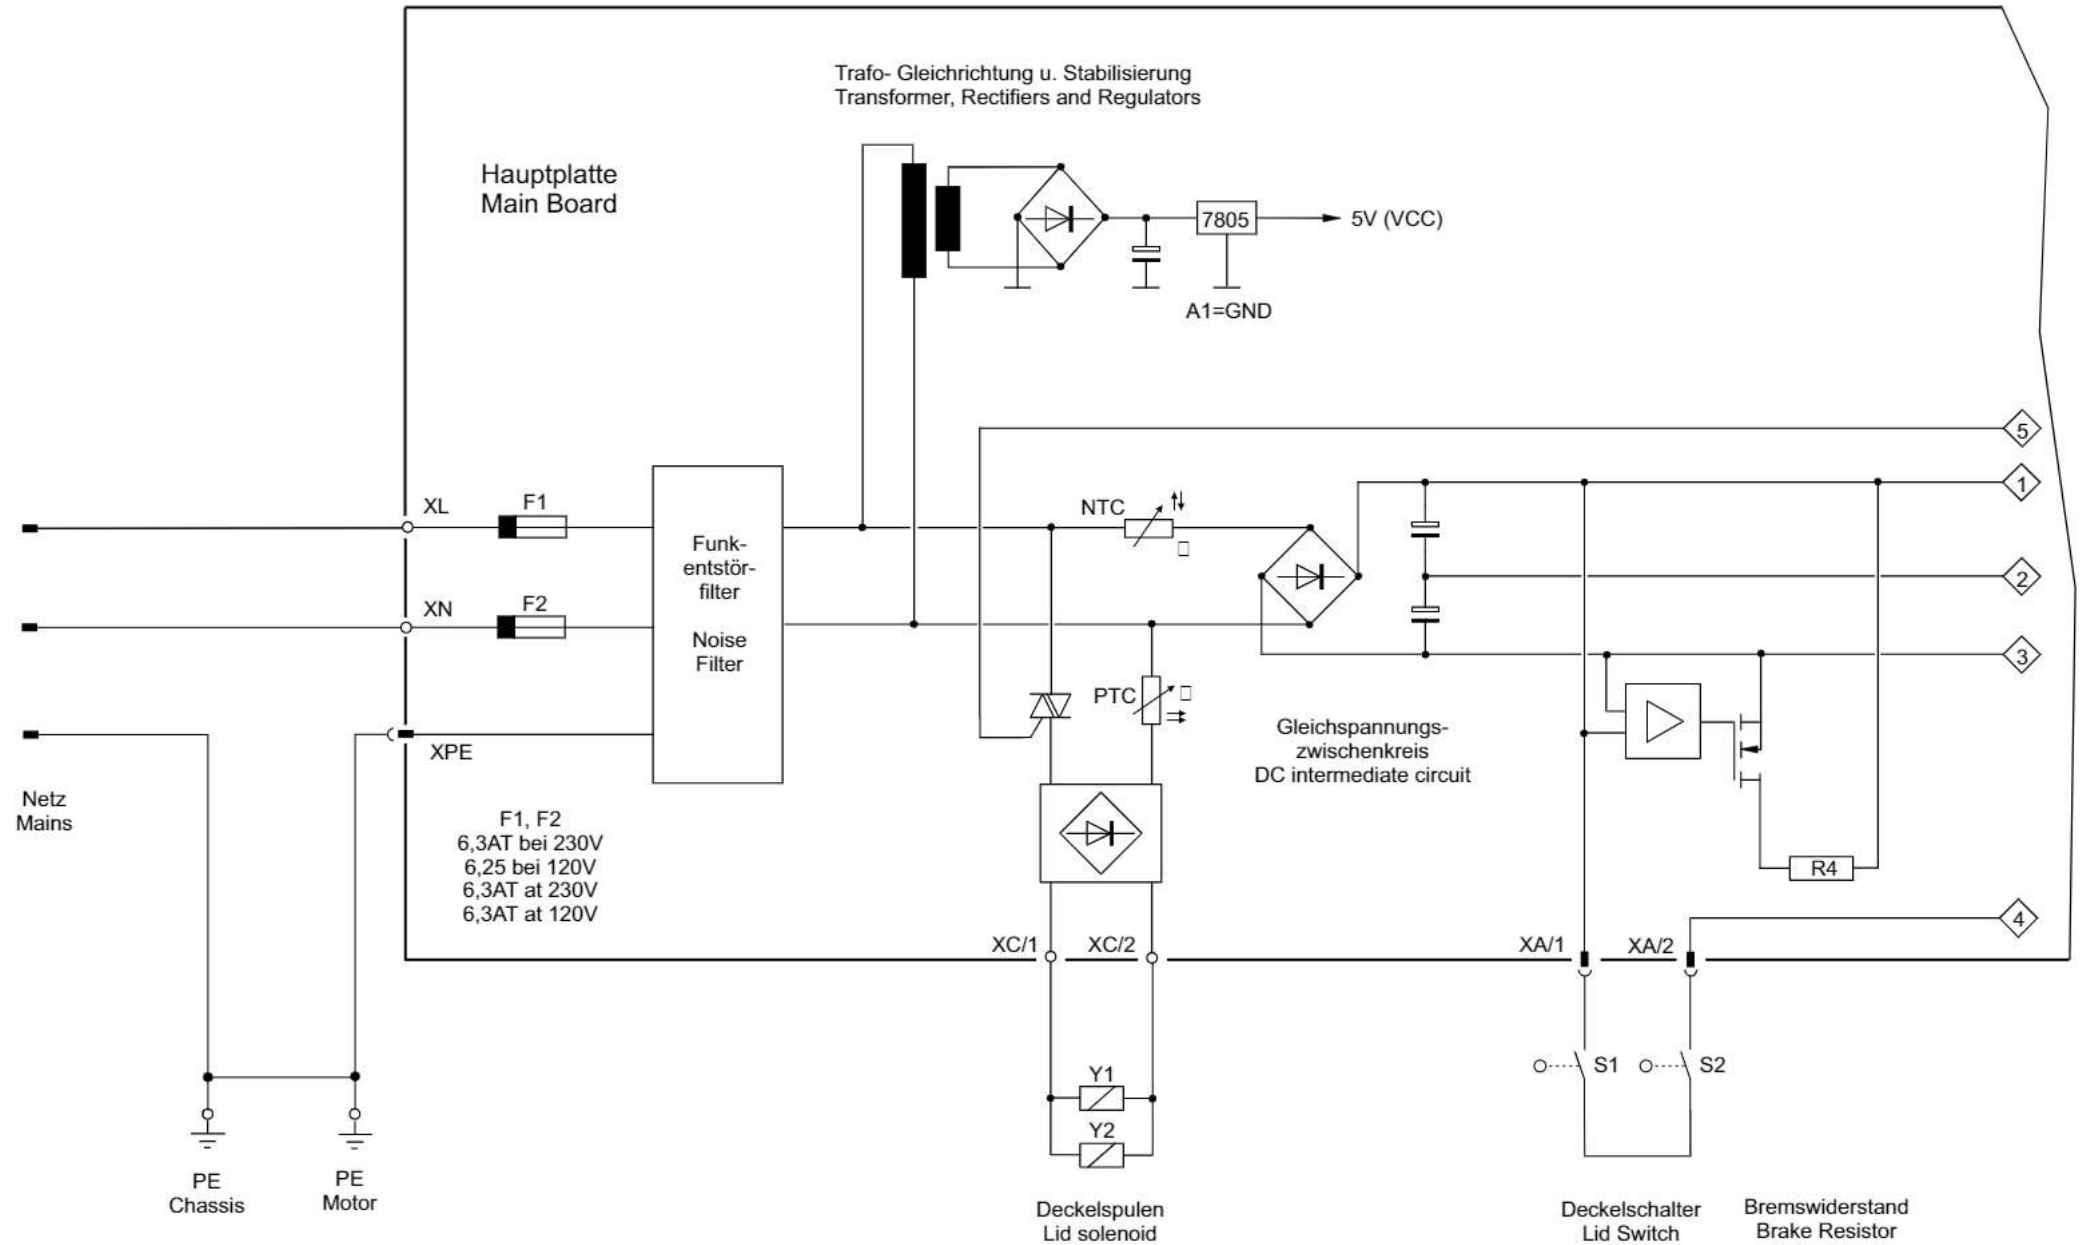 Trafo- Gleichrichtung u. Stabilisierung
Transformer, Rectifiers and Regulators
Hauptplatte
Main Board
7805
5V (VCC)
A1=GND
5
1
2
3
4
XL
F1
XN
F2
XPE
Funk-
entstör-
filter
Noise
Filter
NTC
PTC
Gleichspannungs-
zwischenkreis
DC intermediate circuit
R4
Netz
Mains
F1, F2
6,3AT bei 230V
6,25 bei 120V
6,3AT at 230V
6,3AT at 120V
XC/1
XC/2
XA/1
XA/2
S1
S2
Y1
Y2
PE
Chassis
PE
Motor
Deckelspulen
Lid solenoid
Deckelschalter
Lid Switch
Bremswiderstand
Brake Resistor